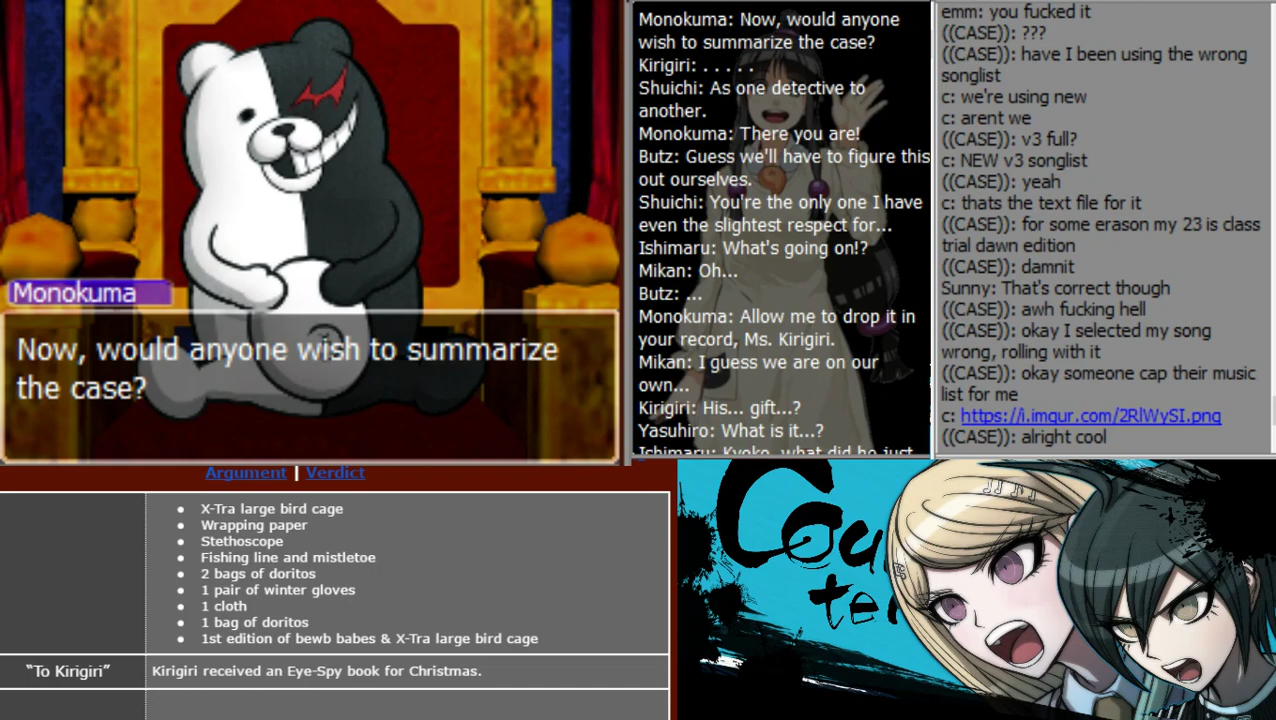 Monokuma
Now, would anyone wish to summarize
the case?
Monokuma: Now, would anyone
wish to summarize the case?
Kirigiri: . . . . .
Shuichi: As one detective to
another.
Monokuma: There you are!
Butz: Guess we'll have to figure this
out ourselves.
Shuichi: You're the only one I have
even the slightest respect for...
Ishimaru: What's going on!?
Mikan: Oh...
Butz: ...
Monokuma: Allow me to drop it in
your record, Ms. Kirigiri.
Mikan: I guess we are on our
own...
Kirigiri: His... gift...?
Yasuhiro: What is it...?
Ishimaru: Kyoko, what did he just
emm: you fucked it
((CASE)): ???
((CASE)): have I been using the wrong
songlist
c: we're using new
c: arent we
((CASE)): v3 full?
c: NEW v3 songlist
((CASE)): yeah
c: thats the text file for it
((CASE)): for some erason my 23 is class
trial dawn edition
((CASE)): damnit
Sunny: That's correct though
((CASE)): awh fucking hell
((CASE)): okay I selected my song
wrong, rolling with it
((CASE)): okay someone cap their music
list for me
c: https://i.imgur.com/2RlWySI.png
((CASE)): alright cool
Argument | Verdict
X-Tra large bird cage
Wrapping paper
Stethoscope
Fishing line and mistletoe
2 bags of doritos
1 pair of winter gloves
1 cloth
1 bag of doritos
1st edition of bewb babes & X-Tra large bird cage
“To Kirigiri”
Kirigiri received an Eye-Spy book for Christmas.
Cou
ter